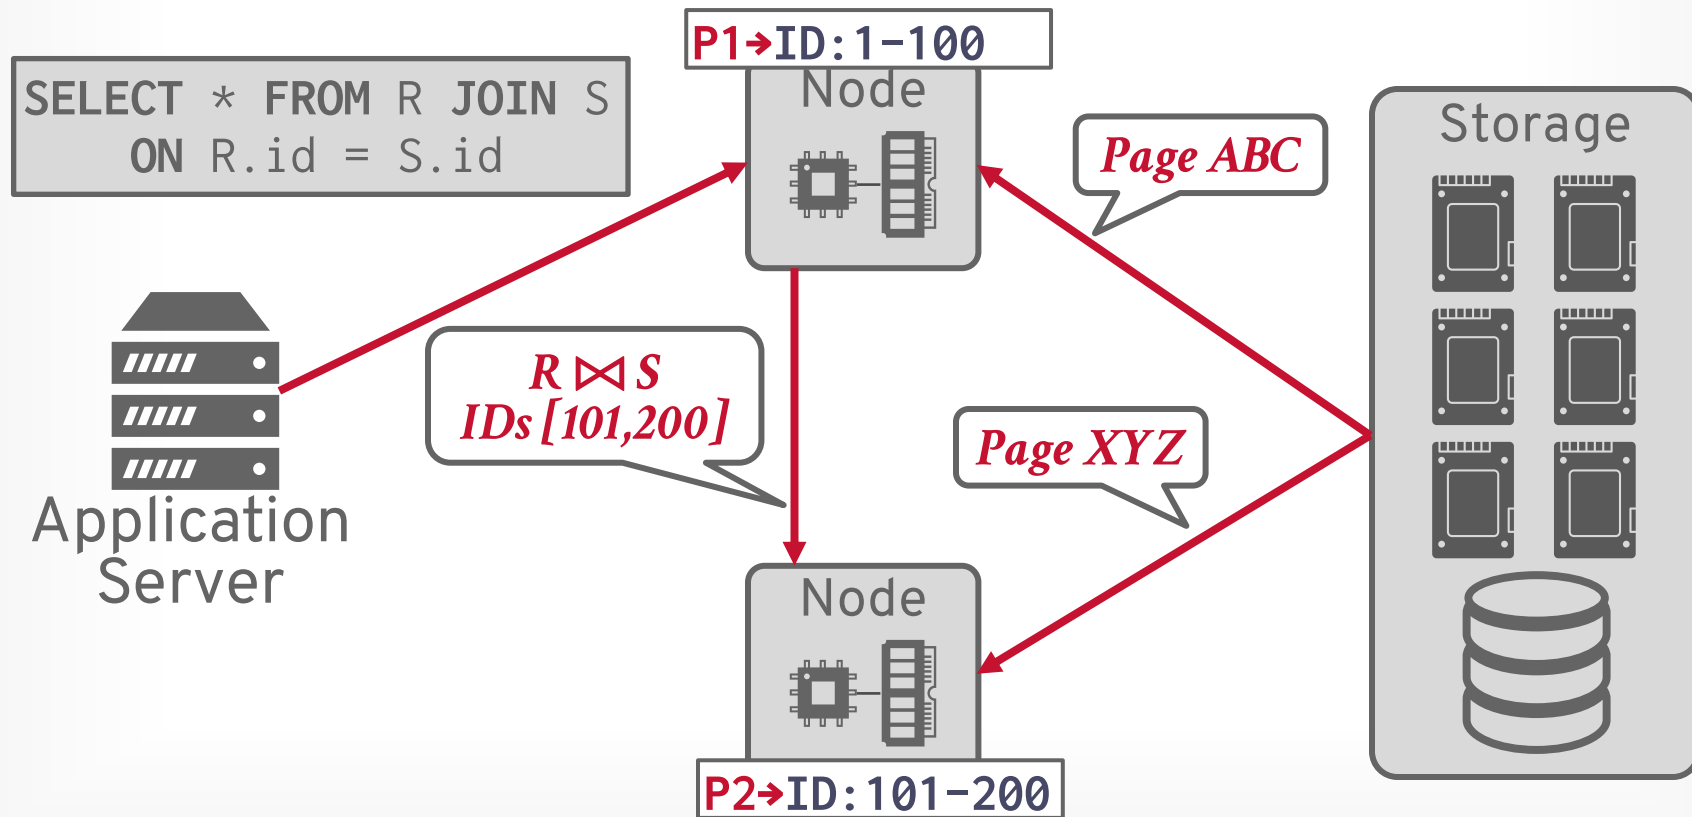 P1→ID:1-100
SELECT * FROM R JOIN S
ON R.id = S.id
Node
Storage
Page ABC
R ⋈ S
IDs [101,200]
Page XYZ
Application
Server
Node
P2→ID:101-200